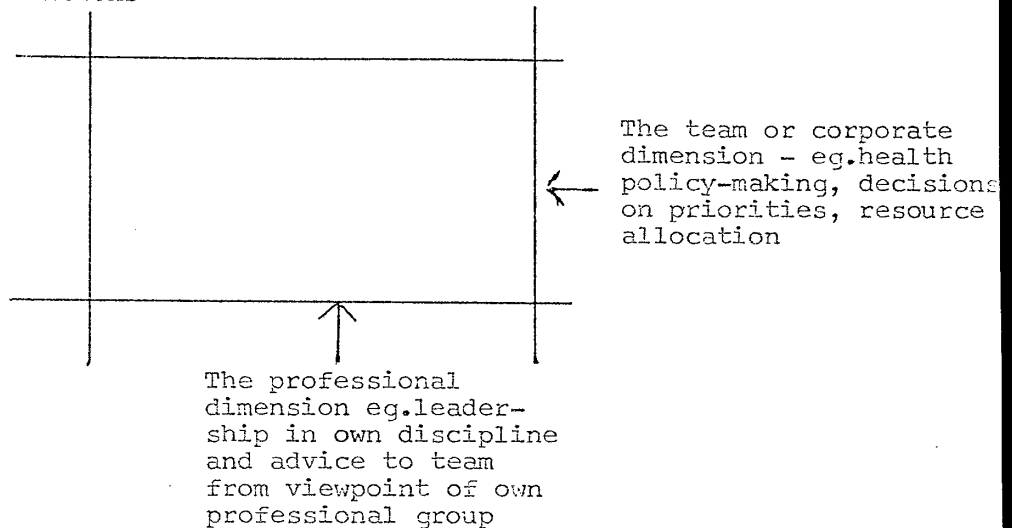 The team or corporate
dimension - eg.health
policy-making, decisions
on priorities, resource
allocation
The professional
dimension eg.leader-
ship in own discipline
and advice to team
from viewpoint of own
professional group